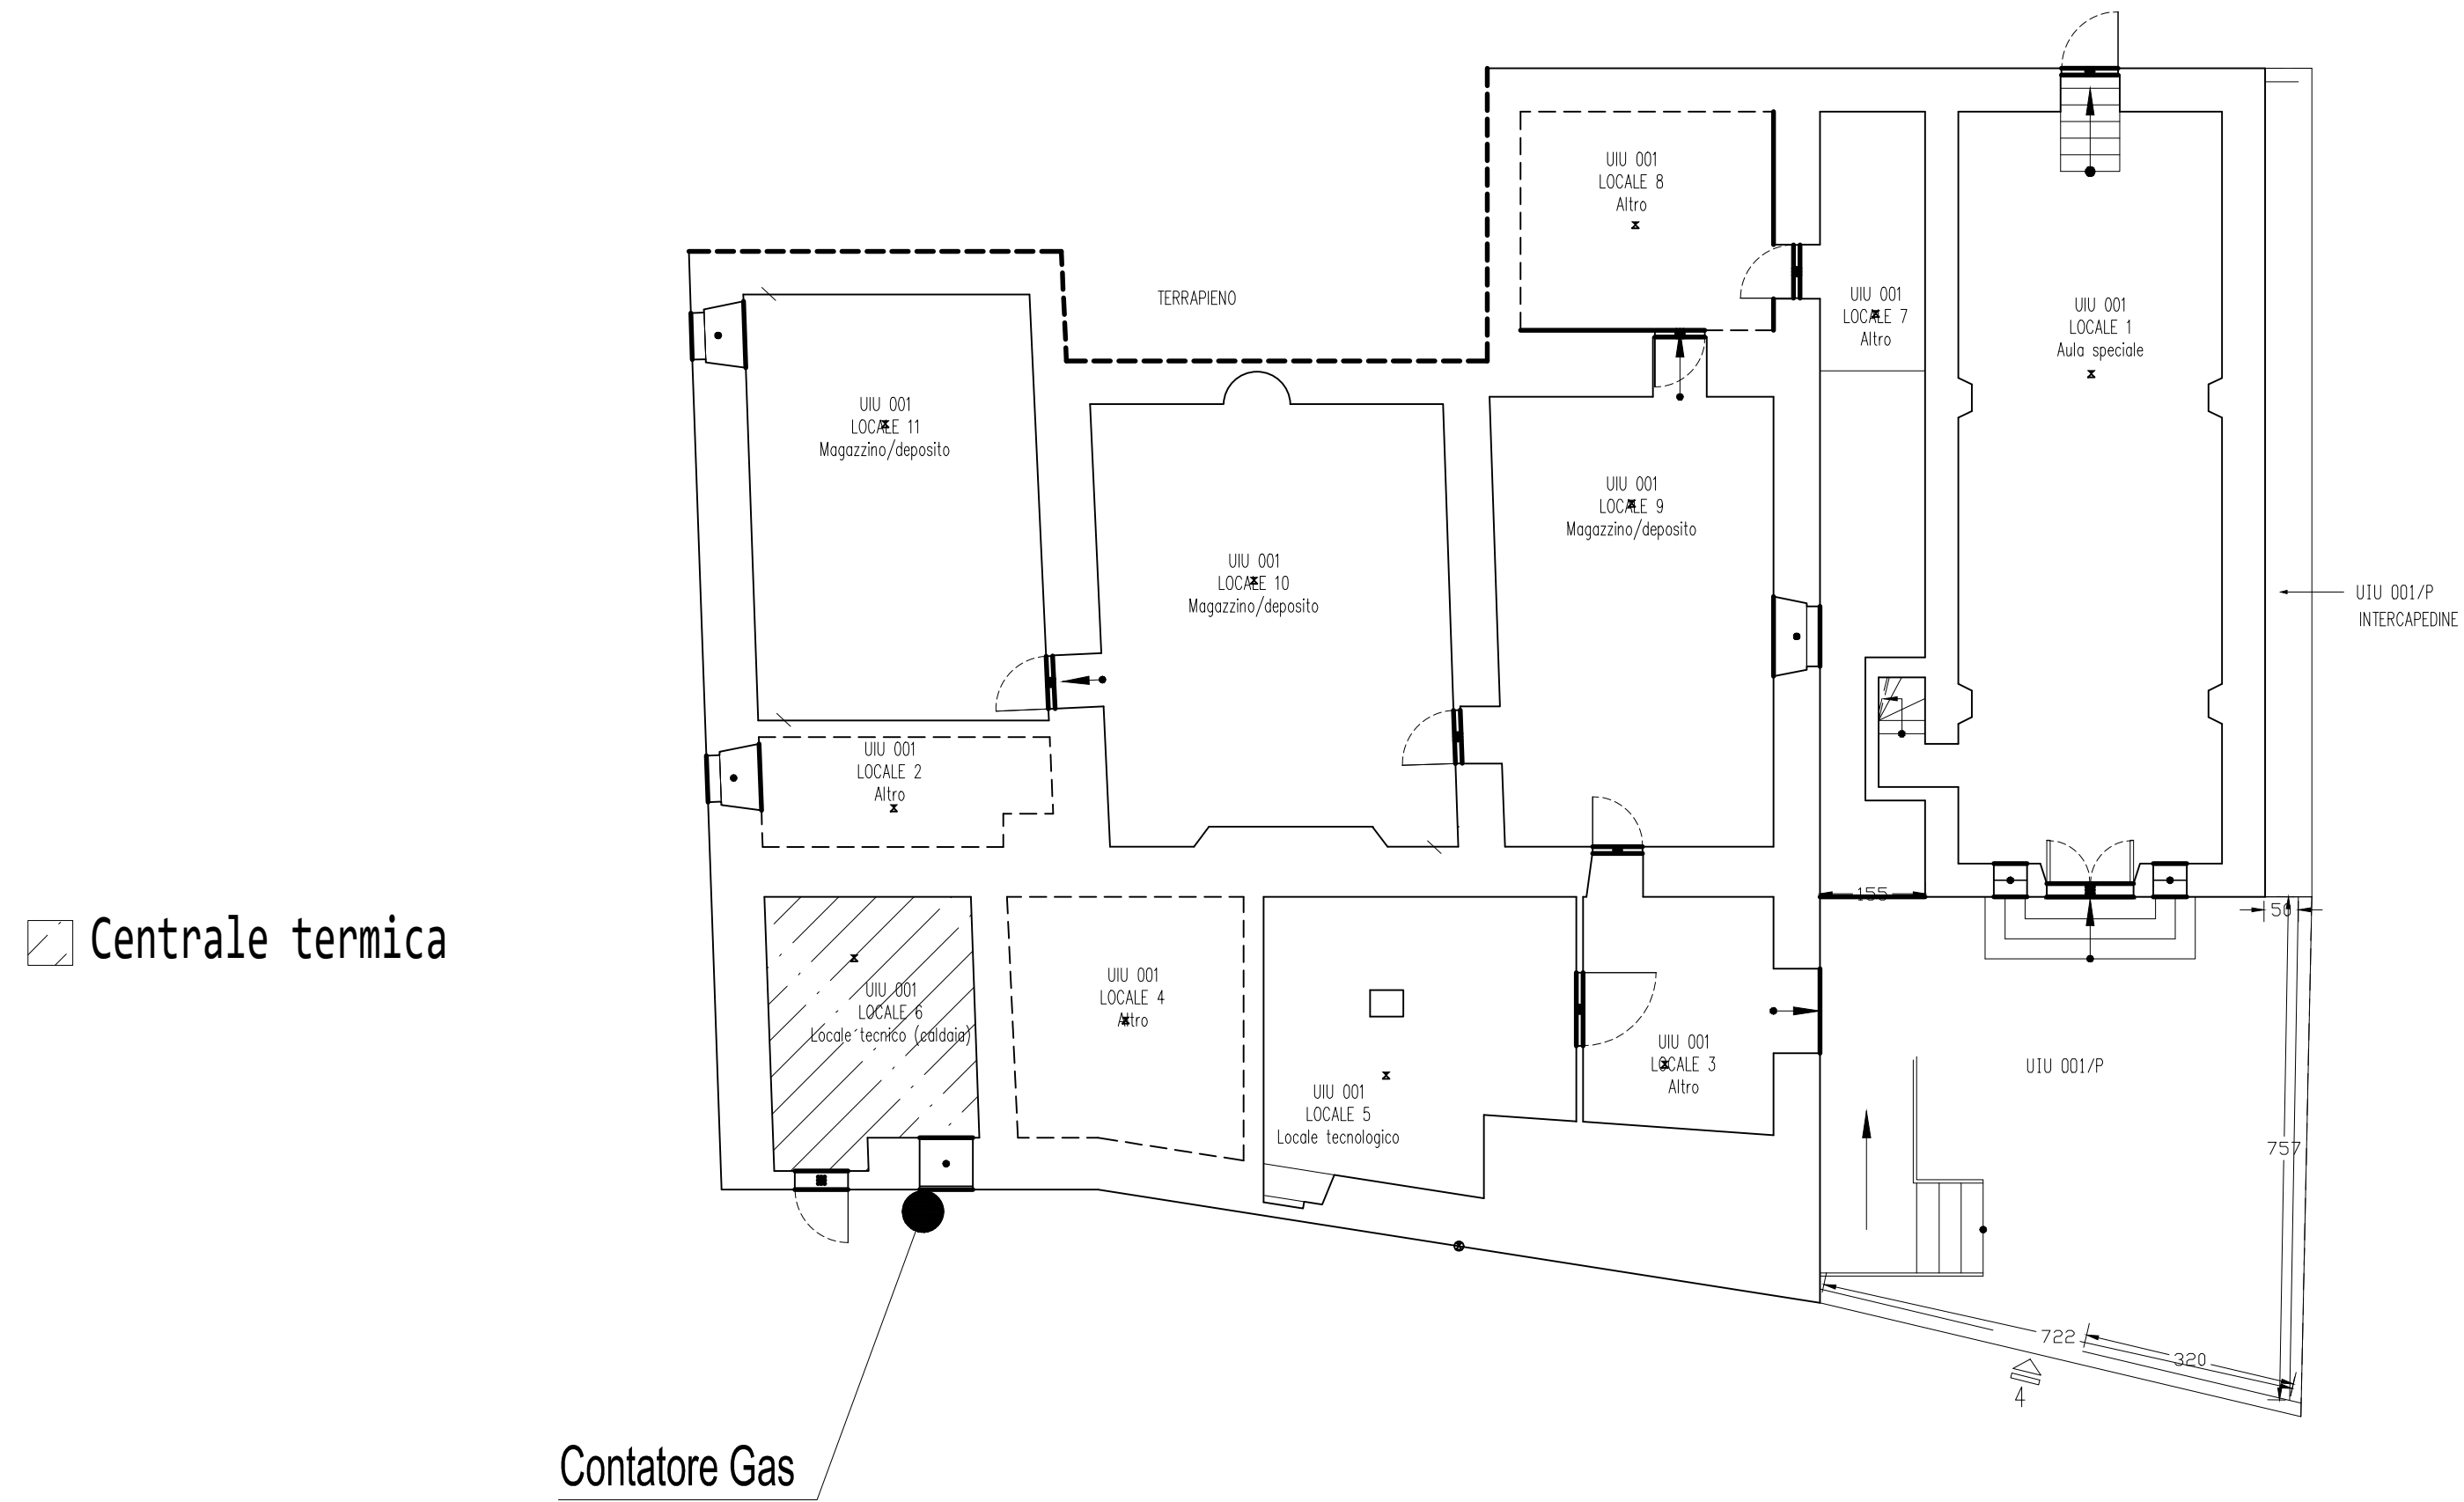 UIU 001
LOCALE 8
Altro
TERRAPIENO
UIU 001
LOCALE 7
Altro
UIU 001
LOCALE 1
Aula speciale
UIU 001
LOCALE 11
Magazzino/deposito
UIU 001
LOCALE 9
Magazzino/deposito
UIU 001
LOCALE 10
Magazzino/deposito
UIU 001/P
INTERCAPEDINE
UIU 001
LOCALE 2
Altro
155
50
Centrale termica
UIU 001
LOCALE 6
Locale tecnico (caldaia)
UIU 001
LOCALE 4
Altro
UIU 001
LOCALE 5
Locale tecnologico
UIU 001
LOCALE 3
Altro
UIU 001/P
757
722
320
4
Contatore Gas